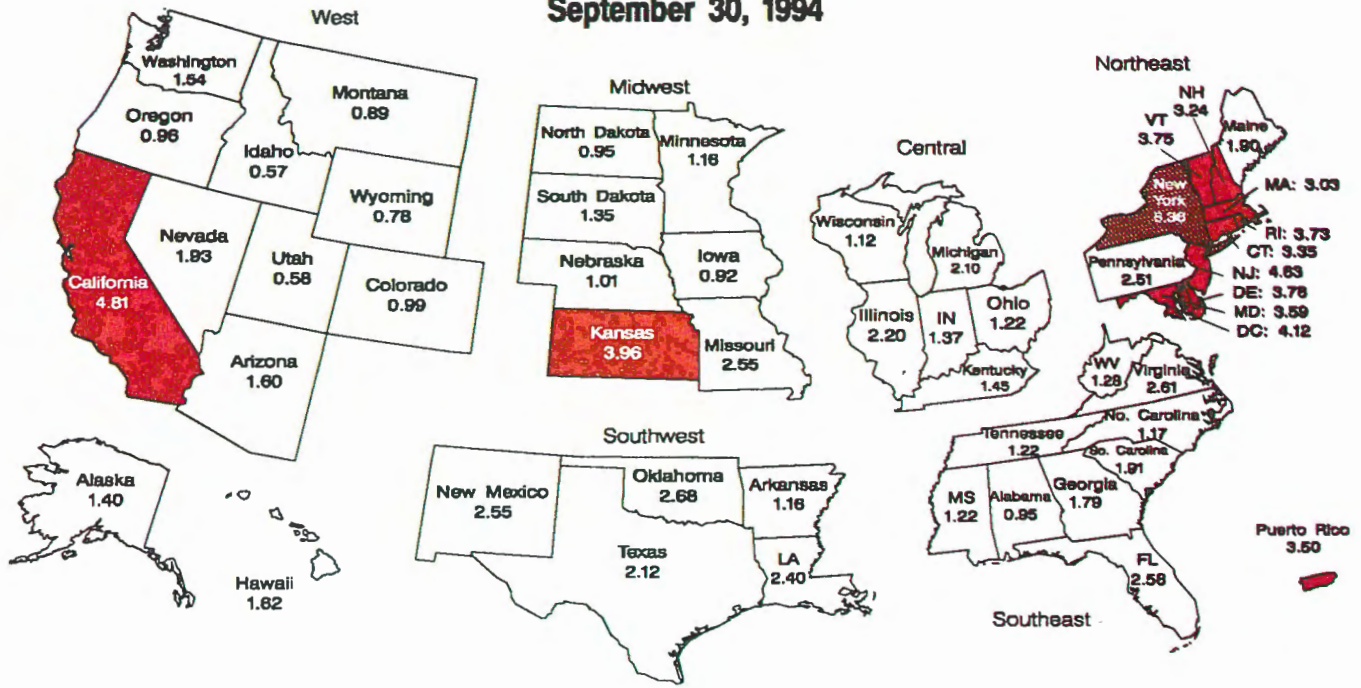 September 30, 1994
West
Washington
1.54
Oregon
0.96
Idaho
0.57
Montana
0.89
Wyoming
0.78
California
4.81
Nevada
1.93
Utah
0.58
Colorado
0.99
Arizona
1.60
Alaska
1.40
Hawaii
1.62
Midwest
North Dakota
0.95
Minnesota
1.16
South Dakota
1.35
Nebraska
1.01
Iowa
0.92
Kansas
3.96
Missouri
2.55
Southwest
New Mexico
2.55
Oklahoma
2.68
Arkansas
1.16
Texas
2.12
LA
2.40
Central
Wisconsin
1.12
Michigan
2.10
Illinois
2.20
IN
1.37
Ohio
1.22
Kentucky
1.45
Northeast
NH
3.24
VT
3.75
Maine
1.90
New
York
MA: 3.03
RI: 3.73
CT: 3.35
Pennsylvania
2.51
NJ: 4.63
DE: 3.78
MD: 3.59
DC: 4.12
WV
1.28
Virginia
2.61
No. Carolina
1.17
Tennessee
1.22
So. Carolina
1.91
MS
1.22
Alabama
0.95
Georgia
1.79
FL
2.58
Southeast
Puerto Rico
3.50